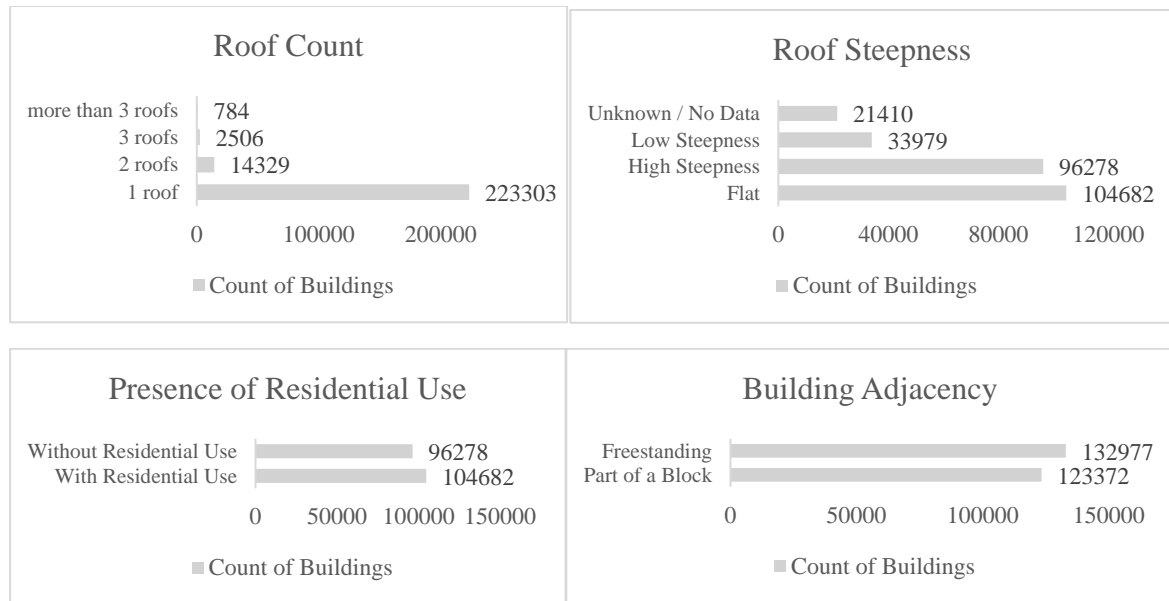 Roof Count
more than 3 roofs 784
3 roofs 2506
2 roofs 14329
1 roof 223303
0 100000 200000
Count of Buildings
Roof Steepness
Unknown / No Data 21410
Low Steepness 33979
High Steepness 96278
Flat 104682
0 40000 80000 120000
Count of Buildings
Presence of Residential Use
Without Residential Use 96278
With Residential Use 104682
0 50000 100000 150000
Count of Buildings
Building Adjacency
Freestanding 132977
Part of a Block 123372
0 50000 100000 150000
Count of Buildings